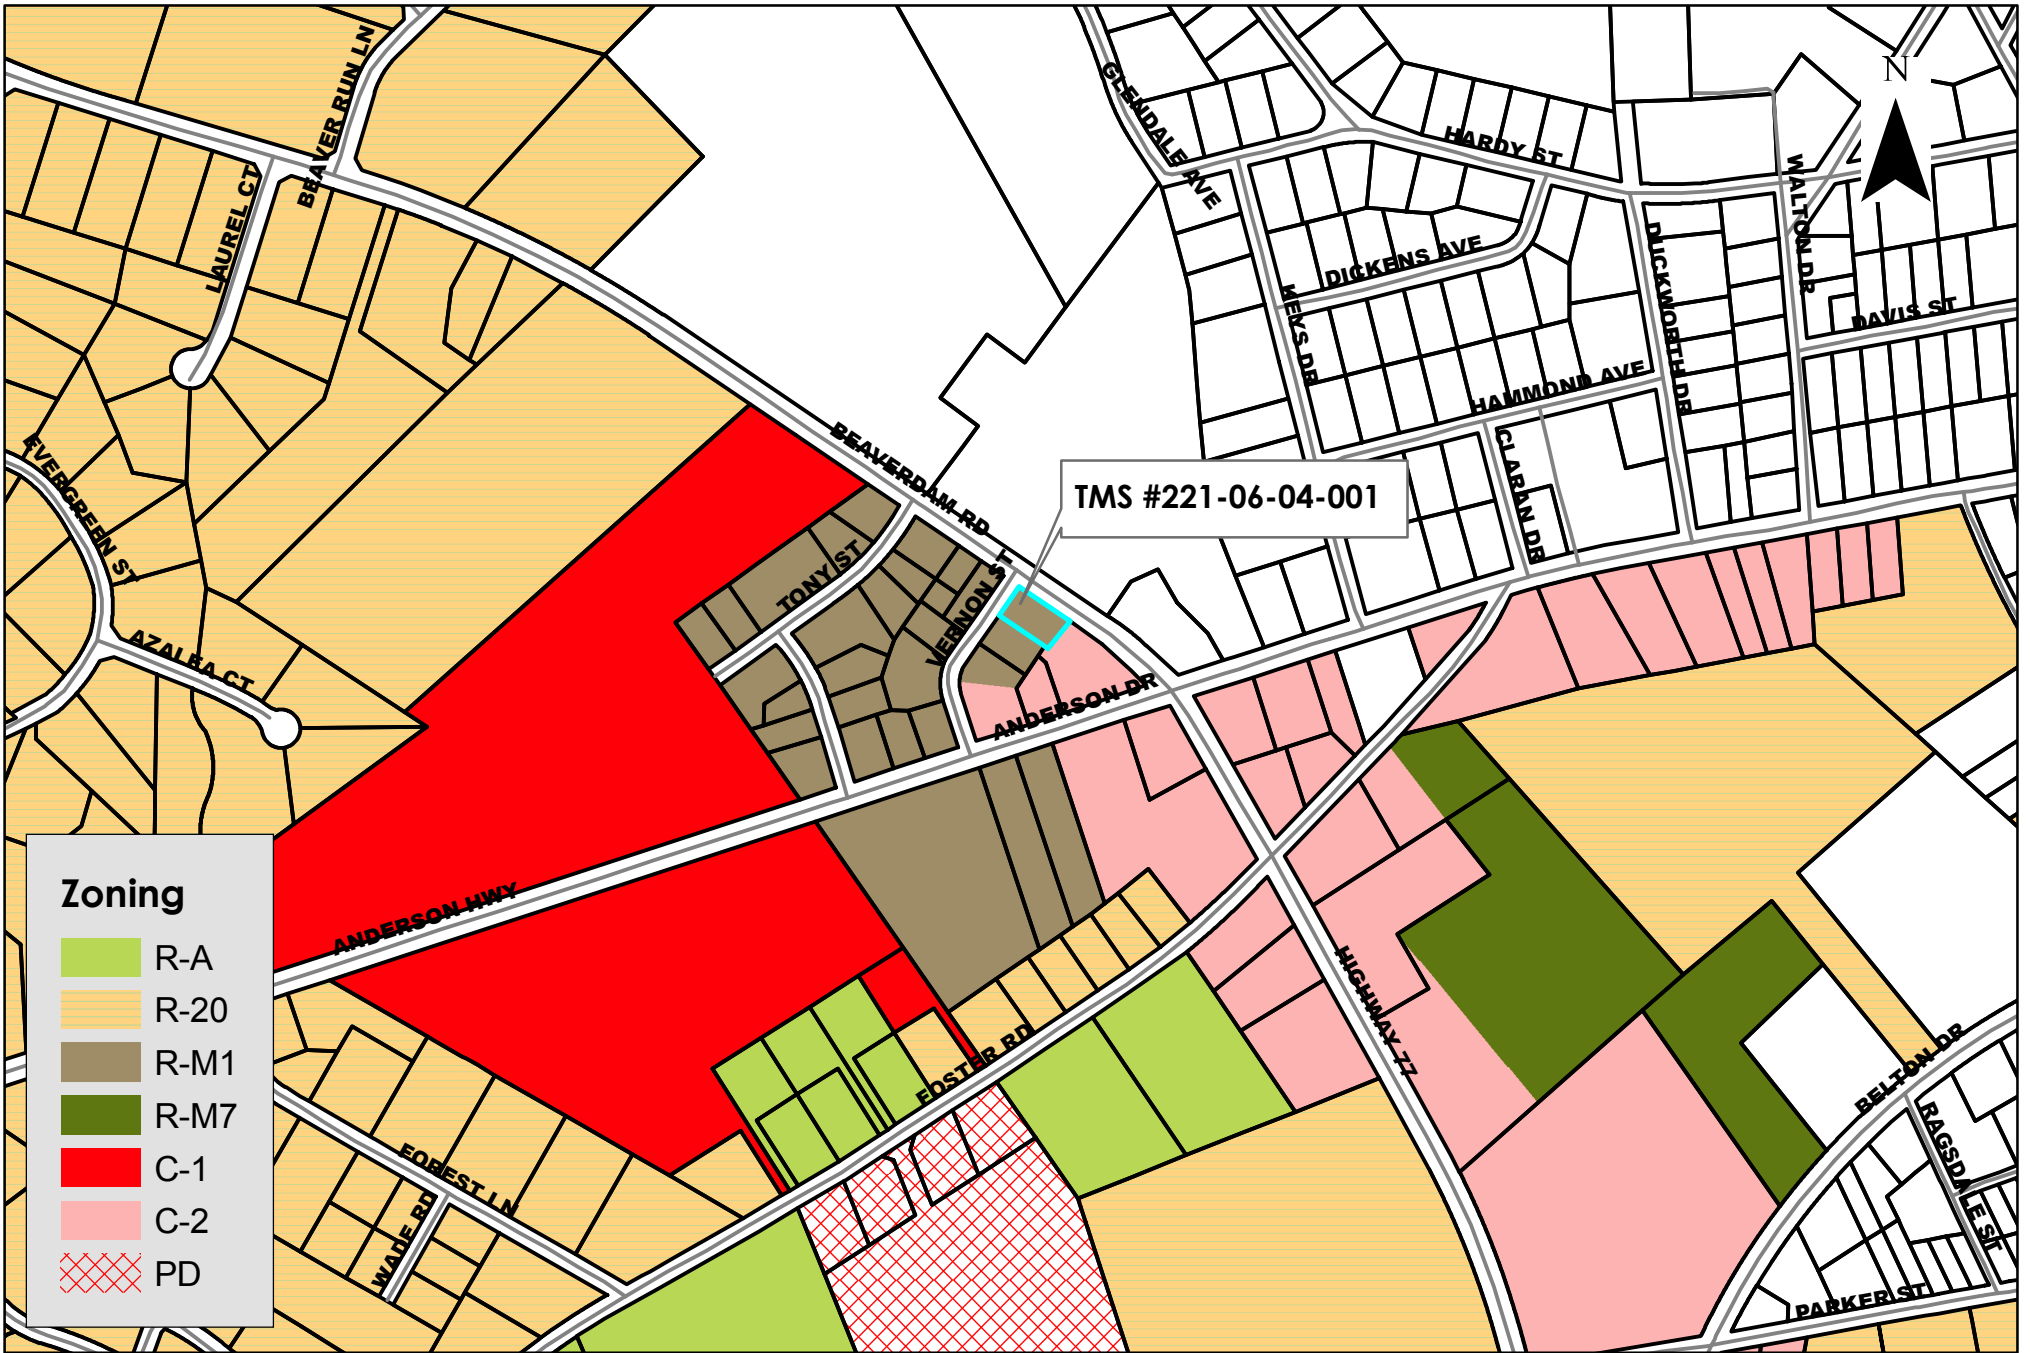 BEAVER RUN LN
GLENDALE AVE
N
HARDY ST
LAUREL CT
WALTON DR
DICKENS AVE
DUCKWORTH DR
KEYS DR
DAVIS ST
HAMMOND AVE
EVERGREEN ST
BEAVERDAM RD
TMS #221-06-04-001
CLARAN DR
TONY ST
VERNON ST
AZALEA CT
ANDERSON DR
ANDERSON HWY
HIGHWAY 77
FOSTER RD
BELTON DR
RAGSDALE ST
FOREST LN
WADE RD
PARKER ST
Zoning
R-A
R-20
R-M1
R-M7
C-1
C-2
PD